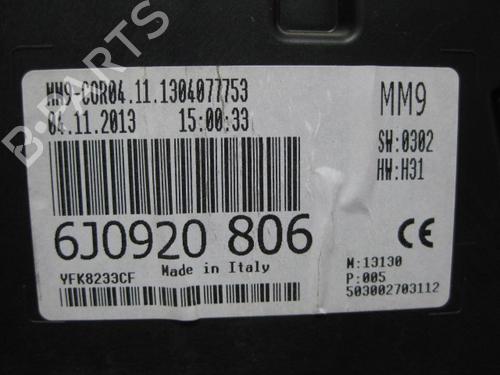 B-PARTS
MM9-COR04.11.1304077753
04.11.2013 15:00:33
MM9
SW:0302
HW:H31
6J0920 806
Made in Italy
YFK8233CF
CE
M:13130
P:005
503002703112